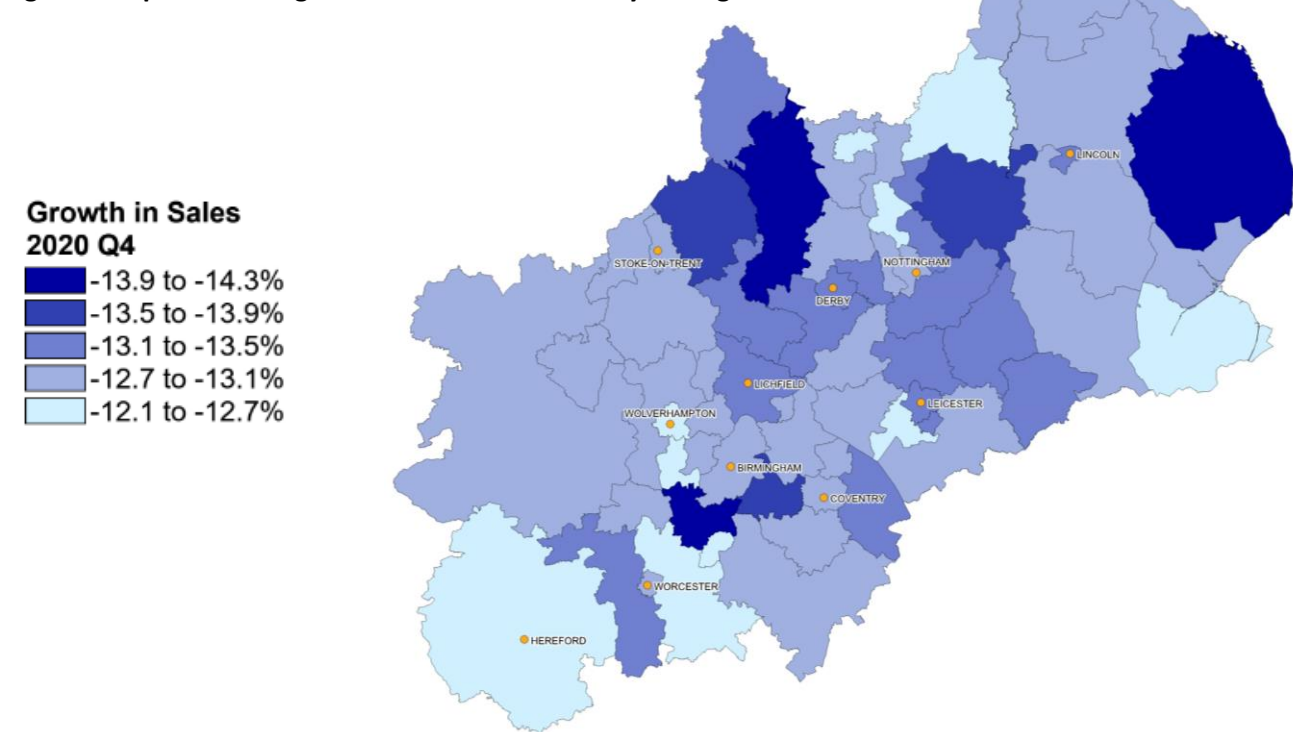 Growth in Sales
2020 Q4
-13.9 to -14.3%
-13.5 to -13.9%
-13.1 to -13.5%
-12.7 to -13.1%
-12.1 to -12.7%
LINCOLN
STOKE-ON-TRENT
NOTTINGHAM
DERBY
LICHFIELD
LEICESTER
WOLVERHAMPTON
BIRMINGHAM
COVENTRY
WORCESTER
HEREFORD